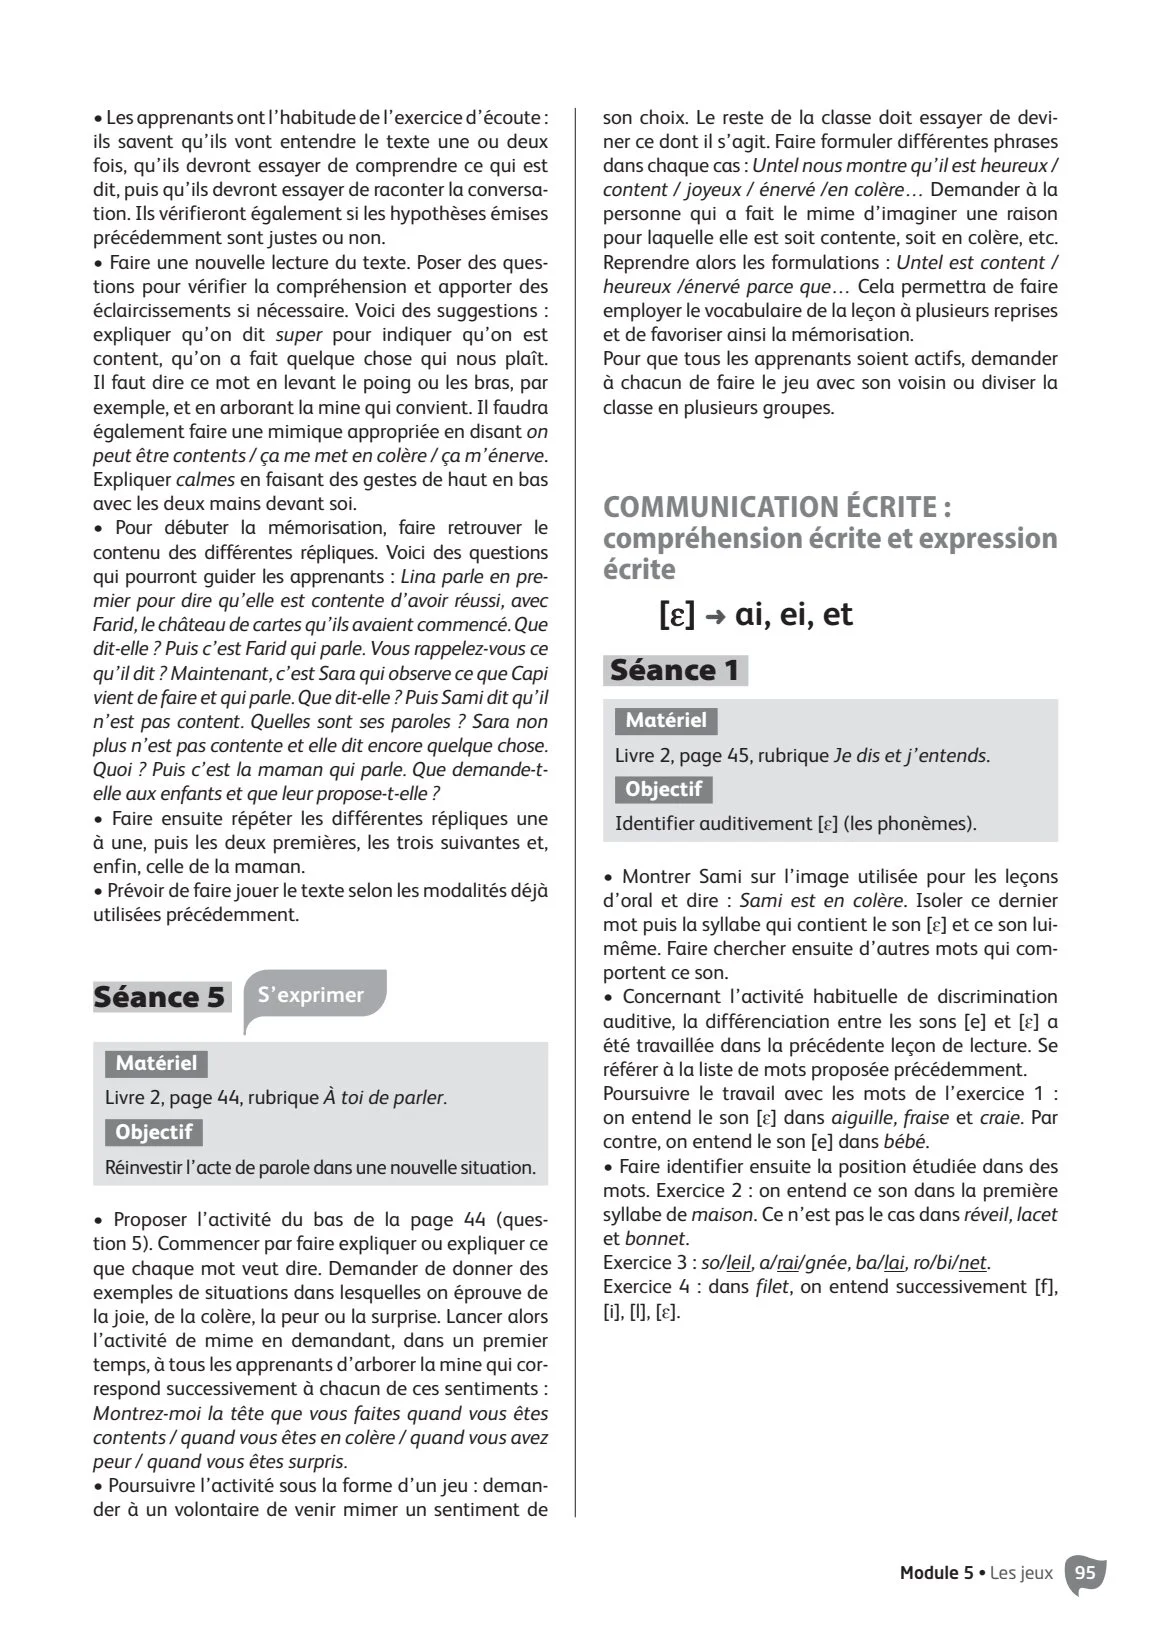 • Les apprenants ont l'habitude de l'exercice d'écoute :
ils savent qu'ils vont entendre le texte une ou deux
fois, qu'ils devront essayer de comprendre ce qui est
dit, puis qu'ils devront essayer de raconter la conversa-
tion. Ils vérifieront également si les hypothèses émises
précédemment sont justes ou non.
• Faire une nouvelle lecture du texte. Poser des ques-
tions pour vérifier la compréhension et apporter des
éclaircissements si nécessaire. Voici des suggestions :
expliquer qu'on dit super pour indiquer qu'on est
content, qu'on a fait quelque chose qui nous plaît.
Il faut dire ce mot en levant le poing ou les bras, par
exemple, et en arborant la mine qui convient. Il faudra
également faire une mimique appropriée en disant on
peut être contents / ça me met en colère / ça m'énerve.
Expliquer calmes en faisant des gestes de haut en bas
avec les deux mains devant soi.
• Pour débuter la mémorisation, faire retrouver le
contenu des différentes répliques. Voici des questions
qui pourront guider les apprenants : Lina parle en pre-
mier pour dire qu'elle est contente d'avoir réussi, avec
Farid, le château de cartes qu'ils avaient commencé. Que
dit-elle ? Puis c'est Farid qui parle. Vous rappelez-vous ce
qu'il dit ? Maintenant, c'est Sara qui observe ce que Capi
vient de faire et qui parle. Que dit-elle ? Puis Sami dit qu'il
n'est pas content. Quelles sont ses paroles ? Sara non
plus n'est pas contente et elle dit encore quelque chose.
Quoi ? Puis c'est la maman qui parle. Que demande-t-
elle aux enfants et que leur propose-t-elle ?
• Faire ensuite répéter les différentes répliques une
à une, puis les deux premières, les trois suivantes et,
enfin, celle de la maman.
• Prévoir de faire jouer le texte selon les modalités déjà
utilisées précédemment.
Séance 5 S'exprimer
Matériel
Livre 2, page 44, rubrique À toi de parler.
Objectif
Réinvestir l'acte de parole dans une nouvelle situation.
• Proposer l'activité du bas de la page 44 (ques-
tion 5). Commencer par faire expliquer ou expliquer ce
que chaque mot veut dire. Demander de donner des
exemples de situations dans lesquelles on éprouve de
la joie, de la colère, la peur ou la surprise. Lancer alors
l'activité de mime en demandant, dans un premier
temps, à tous les apprenants d'arborer la mine qui cor-
respond successivement à chacun de ces sentiments :
Montrez-moi la tête que vous faites quand vous êtes
contents / quand vous êtes en colère / quand vous avez
peur / quand vous êtes surpris.
• Poursuivre l'activité sous la forme d'un jeu : deman-
der à un volontaire de venir mimer un sentiment de
son choix. Le reste de la classe doit essayer de devi-
ner ce dont il s'agit. Faire formuler différentes phrases
dans chaque cas : Untel nous montre qu'il est heureux /
content / joyeux / énervé /en colère... Demander à la
personne qui a fait le mime d'imaginer une raison
pour laquelle elle est soit contente, soit en colère, etc.
Reprendre alors les formulations : Untel est content /
heureux /énervé parce que... Cela permettra de faire
employer le vocabulaire de la leçon à plusieurs reprises
et de favoriser ainsi la mémorisation.
Pour que tous les apprenants soient actifs, demander
à chacun de faire le jeu avec son voisin ou diviser la
classe en plusieurs groupes.
COMMUNICATION ÉCRITE :
compréhension écrite et expression
écrite
[ɛ] ➜ ai, ei, et
Séance 1
Matériel
Livre 2, page 45, rubrique Je dis et j'entends.
Objectif
Identifier auditivement [ɛ] (les phonèmes).
• Montrer Sami sur l'image utilisée pour les leçons
d'oral et dire : Sami est en colère. Isoler ce dernier
mot puis la syllabe qui contient le son [ɛ] et ce son lui-
même. Faire chercher ensuite d'autres mots qui com-
portent ce son.
• Concernant l'activité habituelle de discrimination
auditive, la différenciation entre les sons [e] et [ɛ] a
été travaillée dans la précédente leçon de lecture. Se
référer à la liste de mots proposée précédemment.
Poursuivre le travail avec les mots de l'exercice 1 :
on entend le son [ɛ] dans aiguille, fraise et craie. Par
contre, on entend le son [e] dans bébé.
• Faire identifier ensuite la position étudiée dans des
mots. Exercice 2 : on entend ce son dans la première
syllabe de maison. Ce n'est pas le cas dans réveil, lacet
et bonnet.
Exercice 3 : so/leil, a/rai/gnée, ba/lai, ro/bi/net.
Exercice 4 : dans filet, on entend successivement [f],
[i], [l], [ɛ].
Module 5 • Les jeux 95